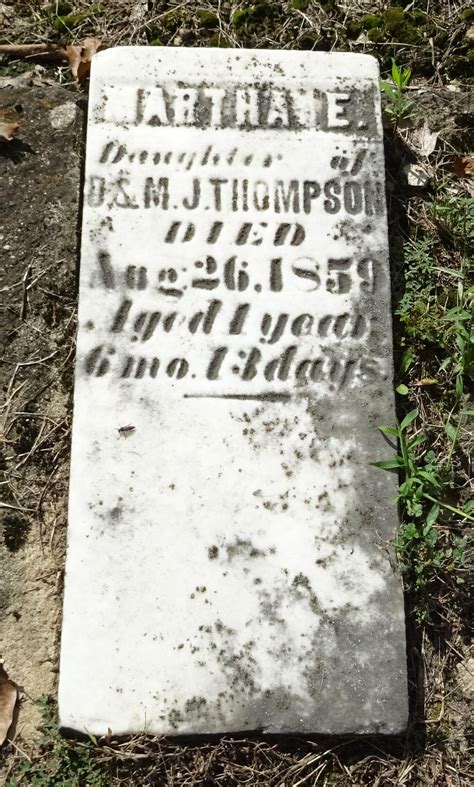 MARTHA E.
Daughter of
D.& M. J. THOMPSON
DIED
Aug. 26, 1859
Aged 1 year
6 mo. 13 days